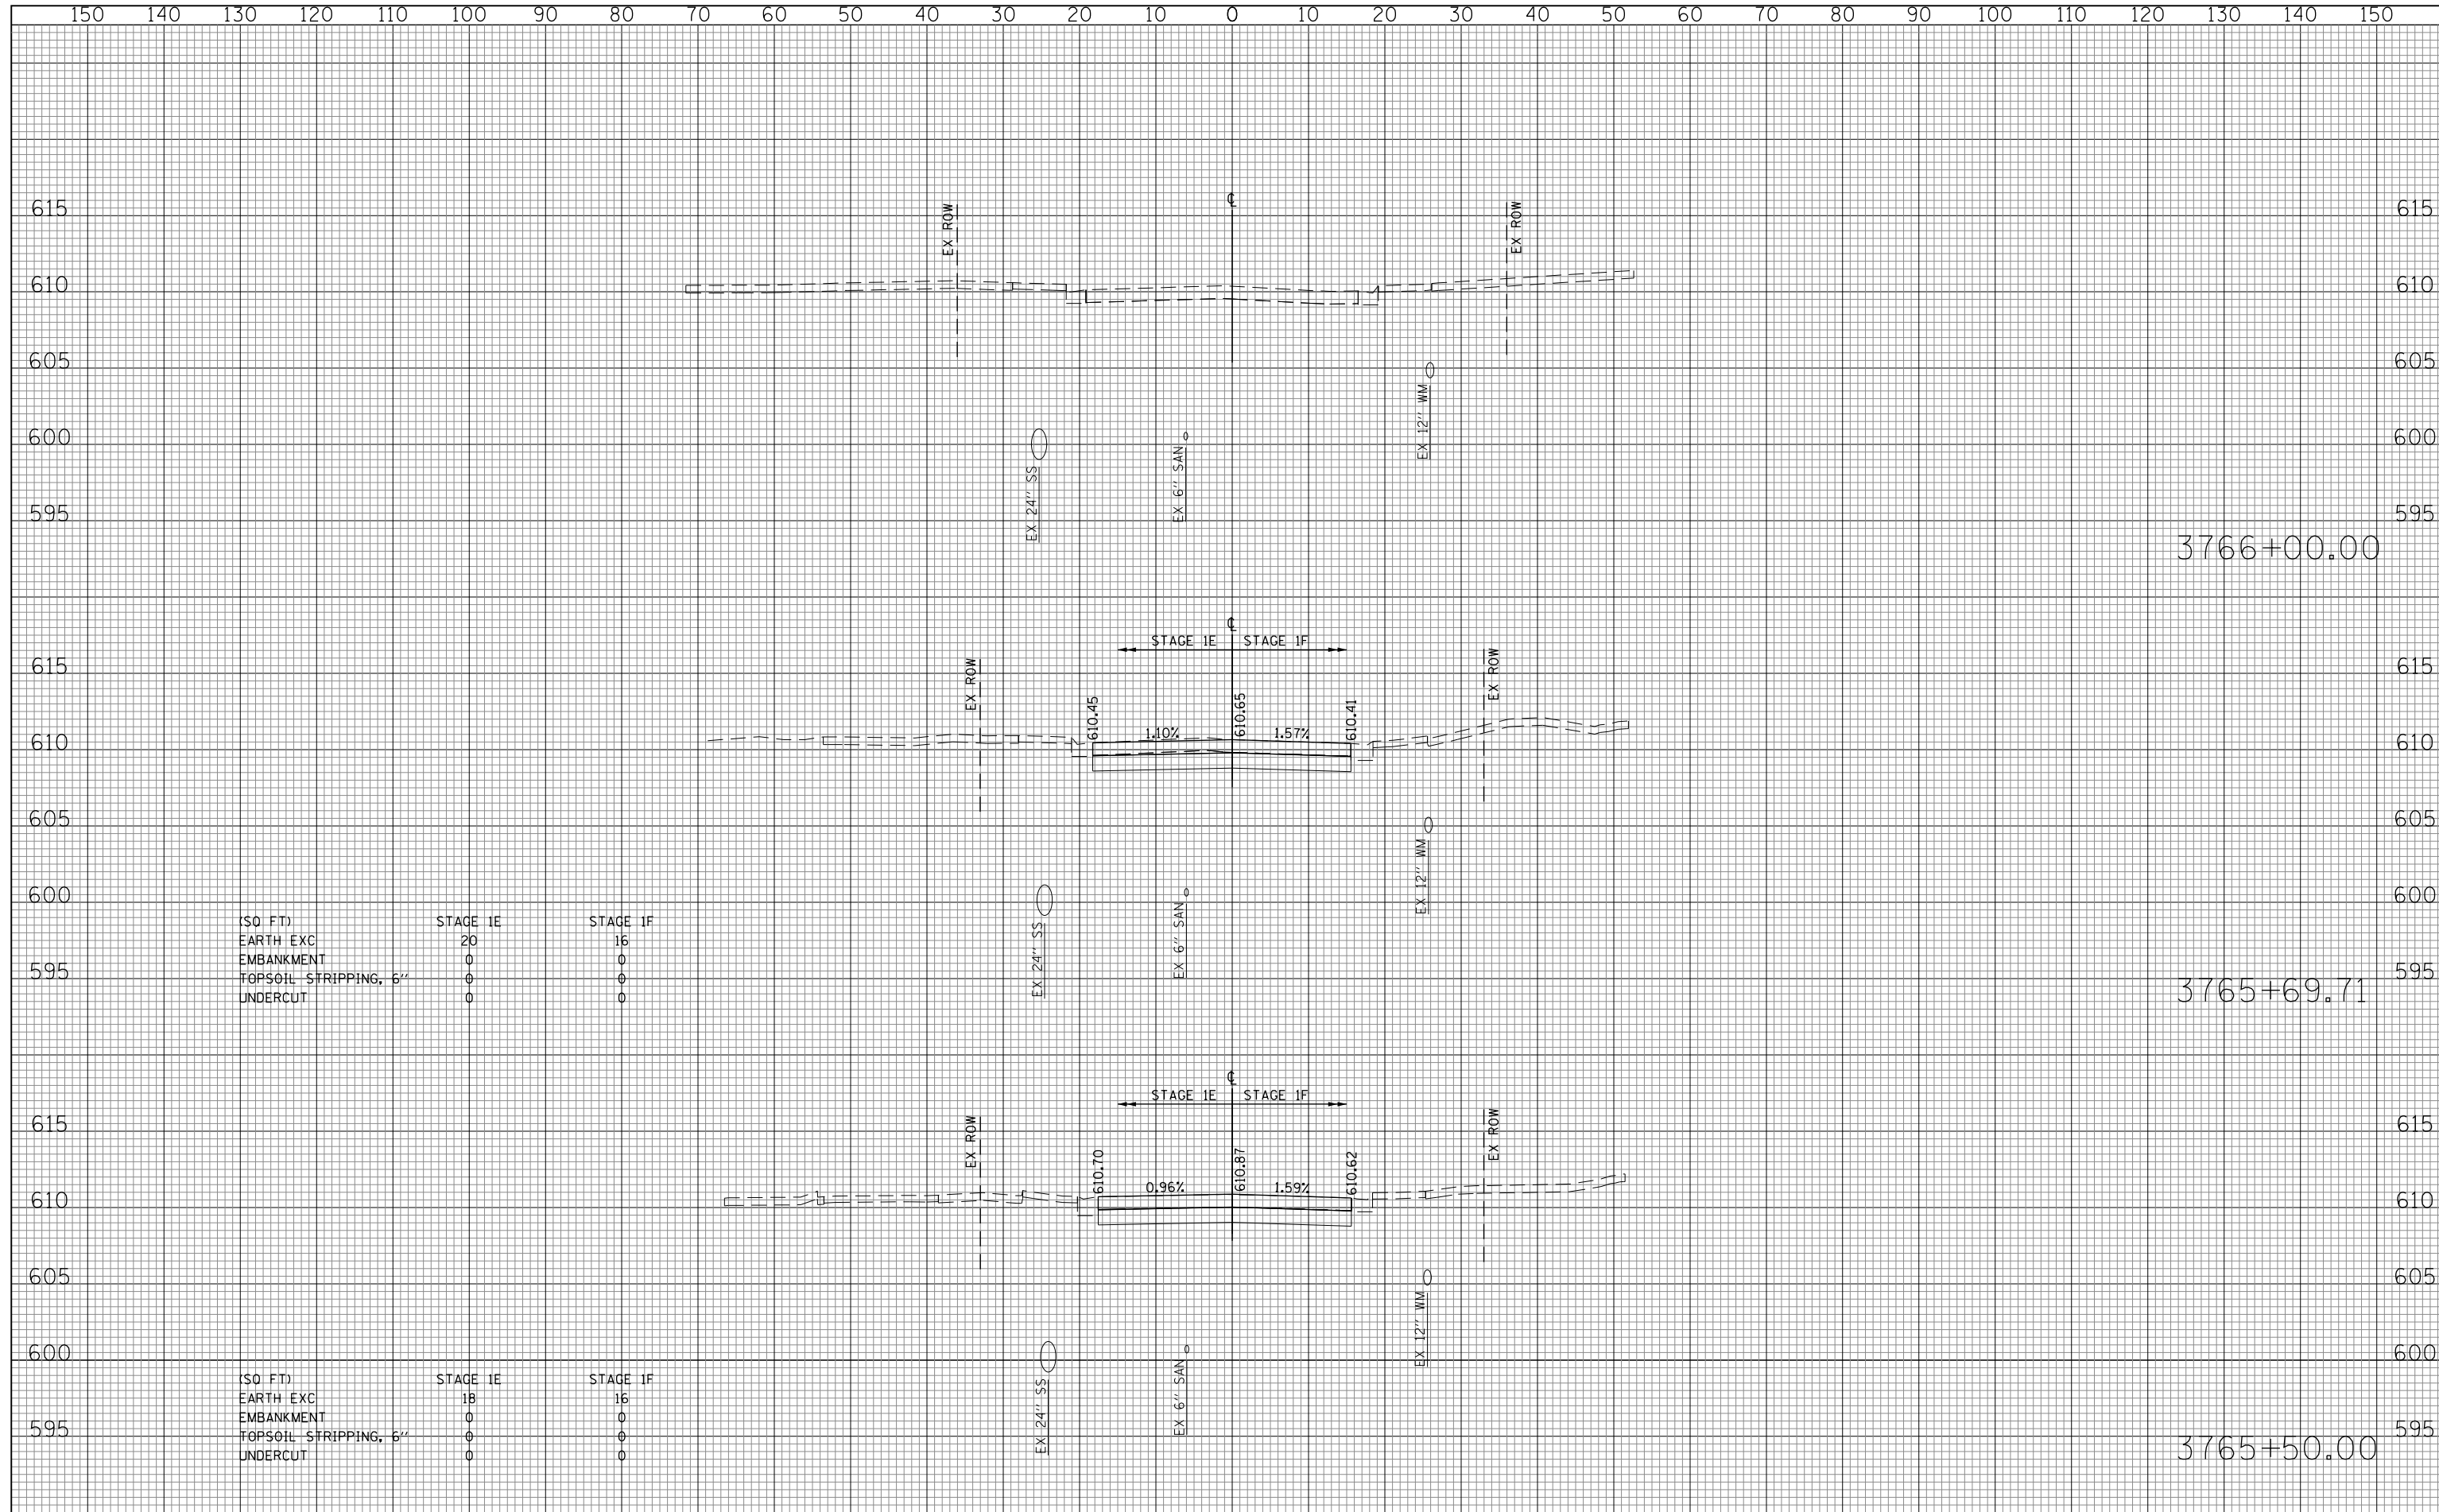 150 140 130 120 110 100 90 80 70 60 50 40 30 20 10 0 10 20 30 40 50 60 70 80 90 100 110 120 130 140 150
℄
615 EX ROW EX ROW 615
610 610
605 605
EX 12'' WM
600 600
EX 24'' SS EX 6'' SAN
595 595
3766+00.00
℄
STAGE 1E STAGE 1F
615 EX ROW EX ROW 615
610.45 610.65 610.41
1.10% 1.57%
610 610
605 605
EX 12'' WM
600 600
EX 24'' SS EX 6'' SAN
(SQ FT) STAGE 1E STAGE 1F
EARTH EXC 20 16
EMBANKMENT 0 0
595 595
TOPSOIL STRIPPING, 6'' 0 0
UNDERCUT 0 0
3765+69.71
℄
STAGE 1E STAGE 1F
615 EX ROW EX ROW 615
610.70 610.87 610.62
0.96% 1.59%
610 610
605 605
EX 12'' WM
600 600
EX 24'' SS EX 6'' SAN
(SQ FT) STAGE 1E STAGE 1F
EARTH EXC 18 16
EMBANKMENT 0 0
595 595
TOPSOIL STRIPPING, 6'' 0 0
UNDERCUT 0 0
3765+50.00